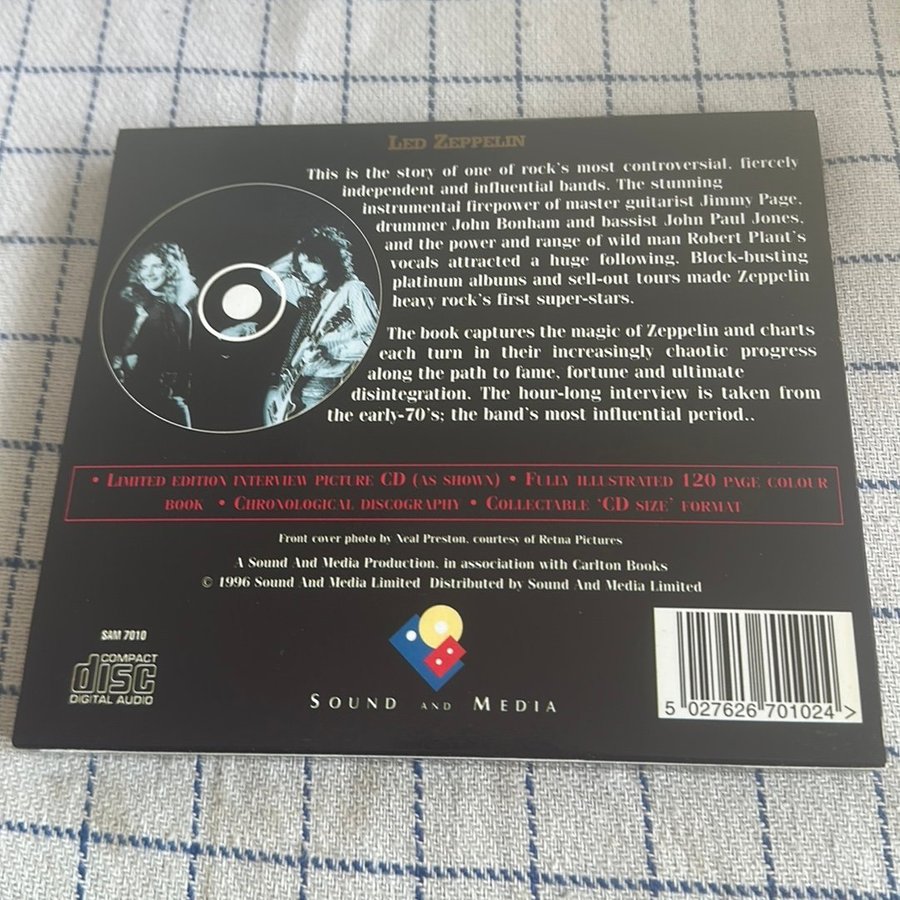 LED ZEPPELIN
This is the story of one of rock's most controversial, fiercely
independent and influential bands. The stunning
instrumental firepower of master guitarist Jimmy Page,
drummer John Bonham and bassist John Paul Jones,
and the power and range of wild man Robert Plant's
vocals attracted a huge following. Block-busting
platinum albums and sell-out tours made Zeppelin
heavy rock's first super-stars.
The book captures the magic of Zeppelin and charts
each turn in their increasingly chaotic progress
along the path to fame, fortune and ultimate
disintegration. The hour-long interview is taken from
the early-70's; the band's most influential period..
• LIMITED EDITION INTERVIEW PICTURE CD (AS SHOWN) • FULLY ILLUSTRATED 120 PAGE COLOUR
BOOK • CHRONOLOGICAL DISCOGRAPHY • COLLECTABLE 'CD SIZE' FORMAT
Front cover photo by Neal Preston, courtesy of Retna Pictures
A Sound And Media Production, in association with Carlton Books
© 1996 Sound And Media Limited Distributed by Sound And Media Limited
SAM 7010
COMPACT
disc
DIGITAL AUDIO
SOUND AND MEDIA
5 027626 701024 >